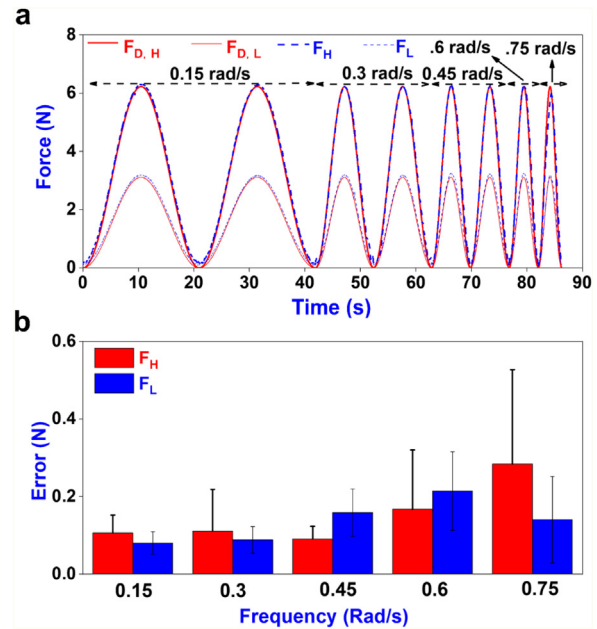 a
F_D, H F_D, L F_H F_L
.6 rad/s .75 rad/s
0.15 rad/s 0.3 rad/s 0.45 rad/s
8
6
4
2
0
Force (N)
0 10 20 30 40 50 60 70 80 90
Time (s)
b
F_H
F_L
0.6
0.4
0.2
0.0
Error (N)
0.15 0.3 0.45 0.6 0.75
Frequency (Rad/s)